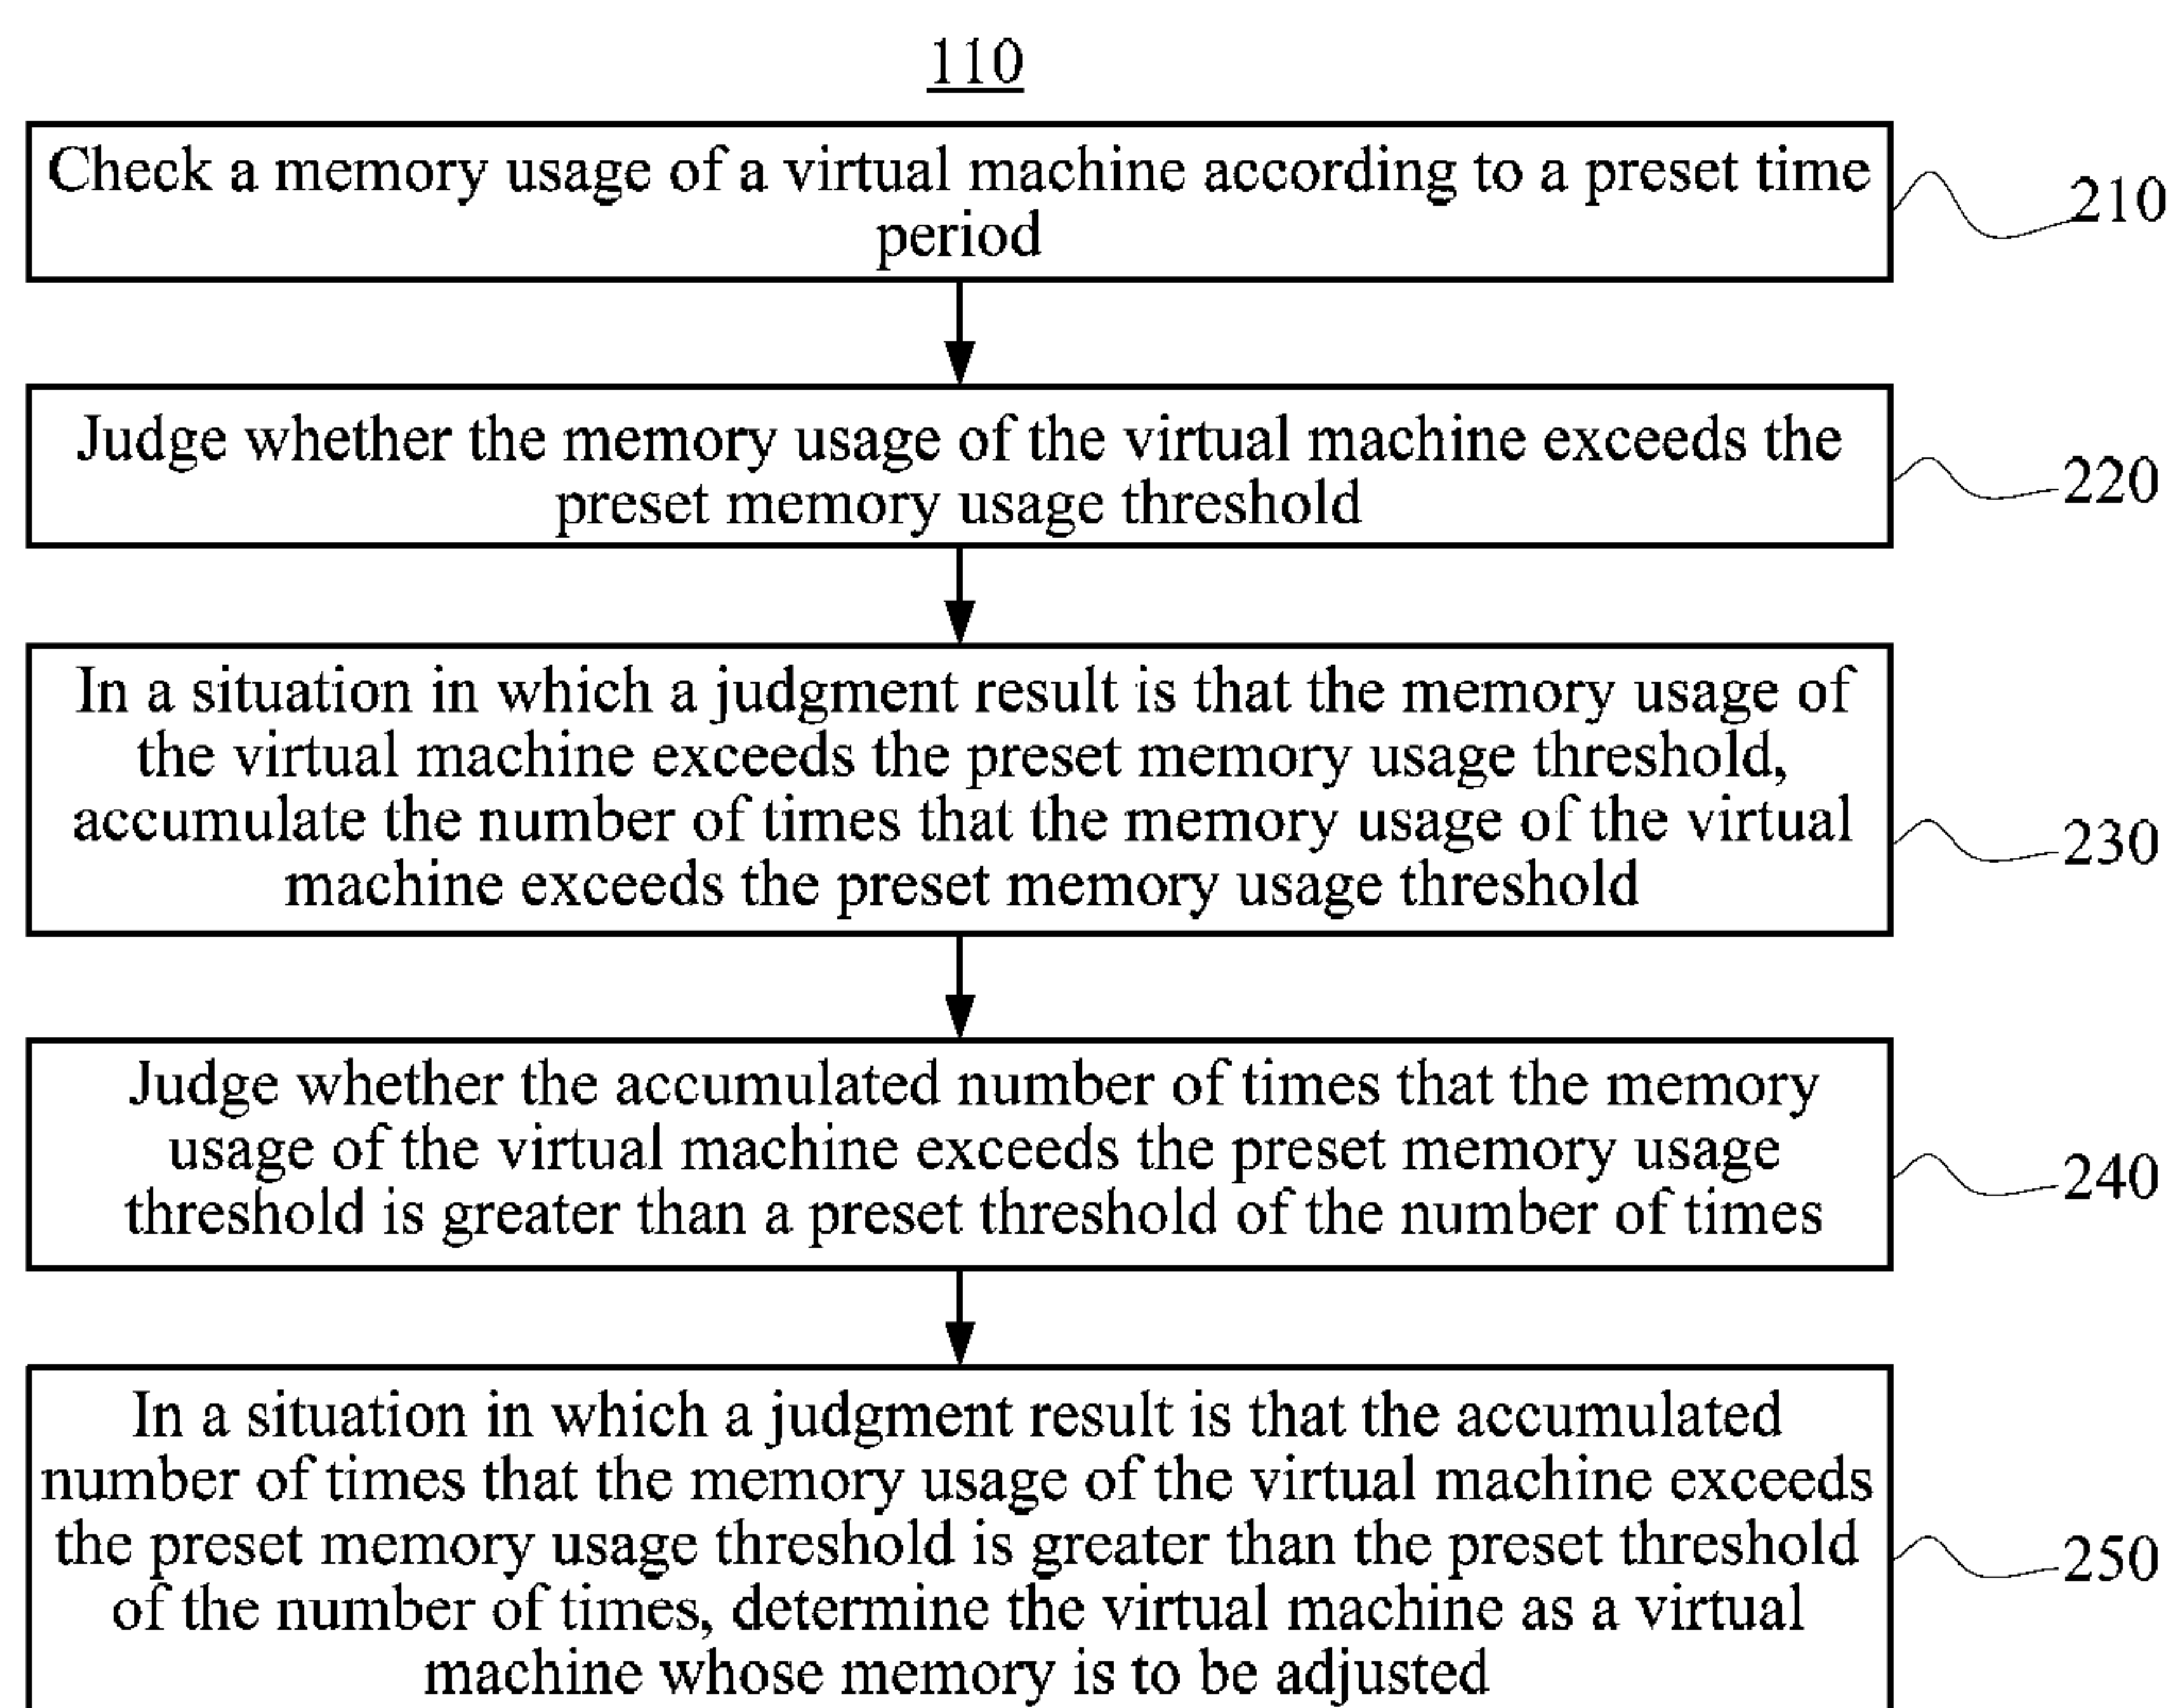 110
Check a memory usage of a virtual machine according to a preset time
period
210
Judge whether the memory usage of the virtual machine exceeds the
preset memory usage threshold
220
In a situation in which a judgment result is that the memory usage of
the virtual machine exceeds the preset memory usage threshold,
accumulate the number of times that the memory usage of the virtual
machine exceeds the preset memory usage threshold
230
Judge whether the accumulated number of times that the memory
usage of the virtual machine exceeds the preset memory usage
threshold is greater than a preset threshold of the number of times
240
In a situation in which a judgment result is that the accumulated
number of times that the memory usage of the virtual machine exceeds
the preset memory usage threshold is greater than the preset threshold
of the number of times, determine the virtual machine as a virtual
machine whose memory is to be adjusted
250